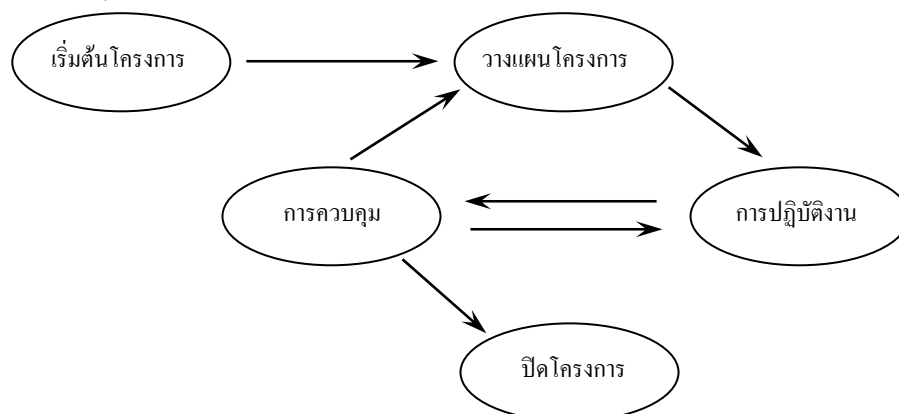 เริ่มต้นโครงการ
วางแผนโครงการ
การควบคุม
การปฏิบัติงาน
ปิดโครงการ